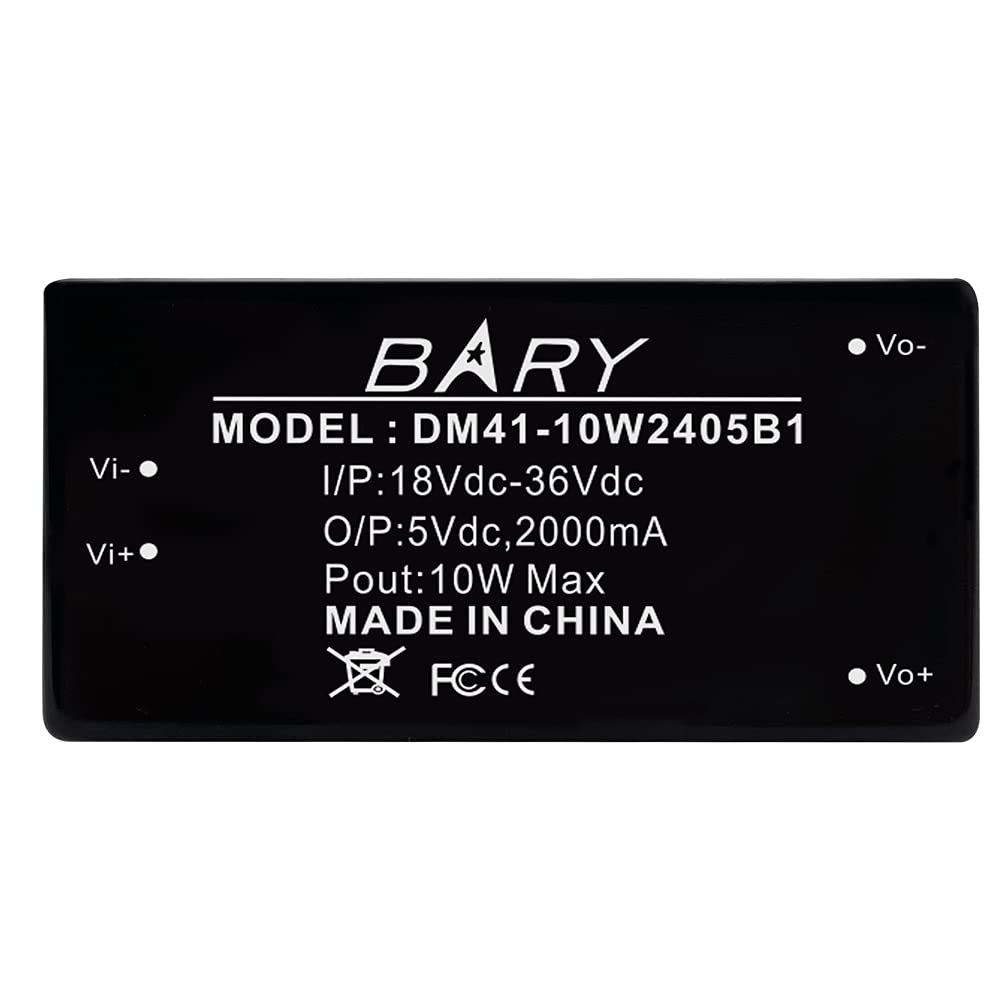 BARY
Vo-
MODEL : DM41-10W2405B1
Vi-
I/P:18Vdc-36Vdc
O/P:5Vdc,2000mA
Vi+
Pout:10W Max
MADE IN CHINA
FC CE
Vo+